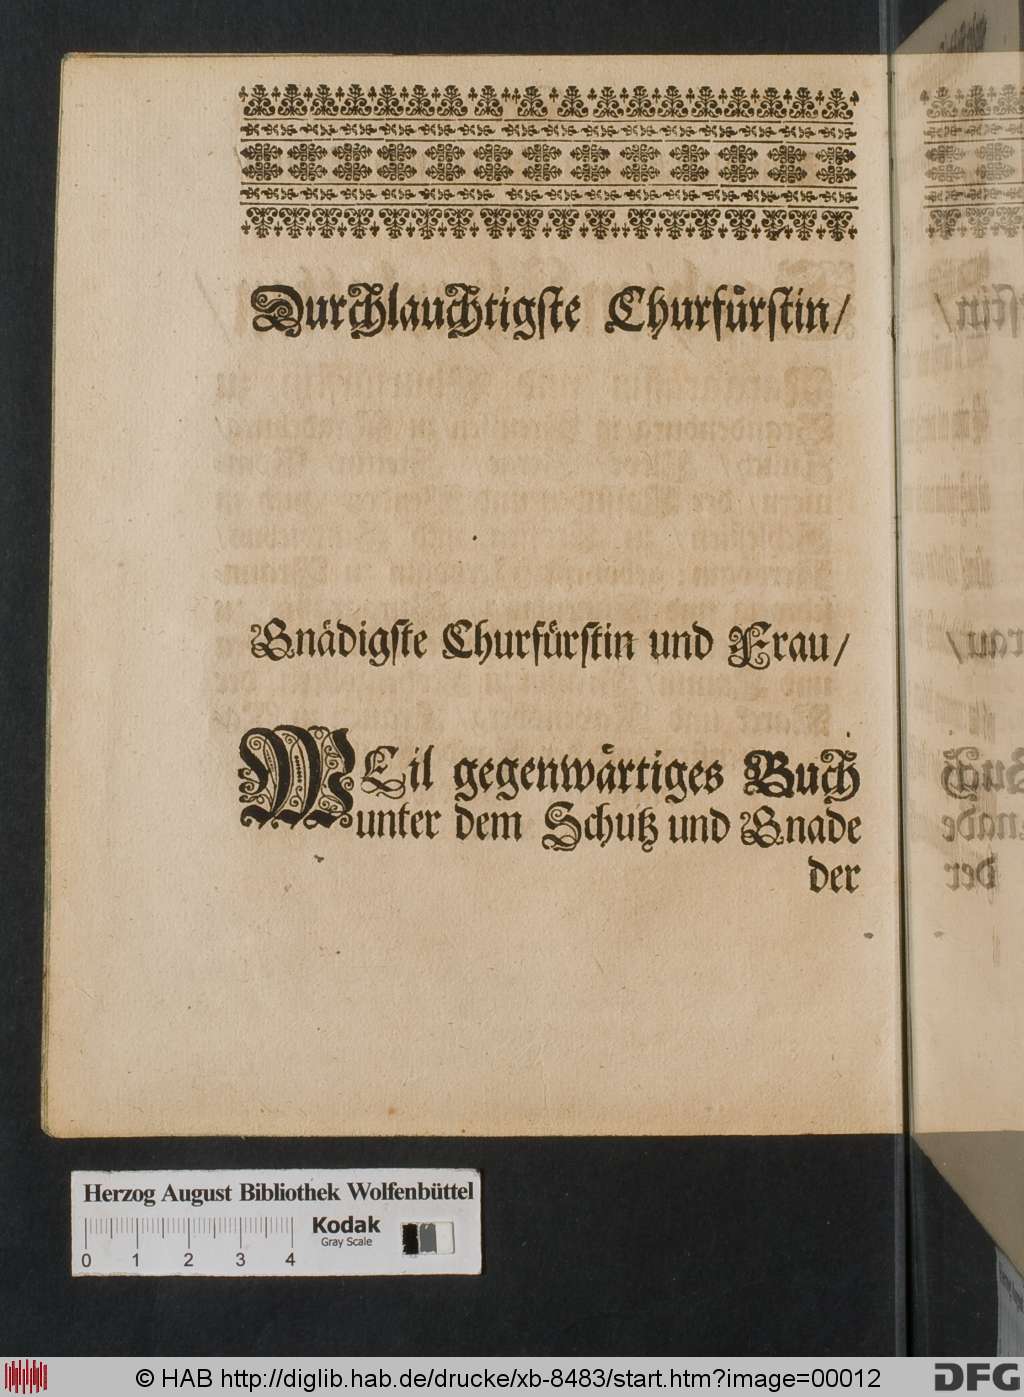 Durchlauchtigste Churfürstin/
Gnädigste Churfürstin und Frau/
WEil gegenwärtiges Buch
unter dem Schutz und Gnade
der
Herzog August Bibliothek Wolfenbüttel
Kodak
Gray Scale
0 1 2 3 4
© HAB http://diglib.hab.de/drucke/xb-8483/start.htm?image=00012
DFG